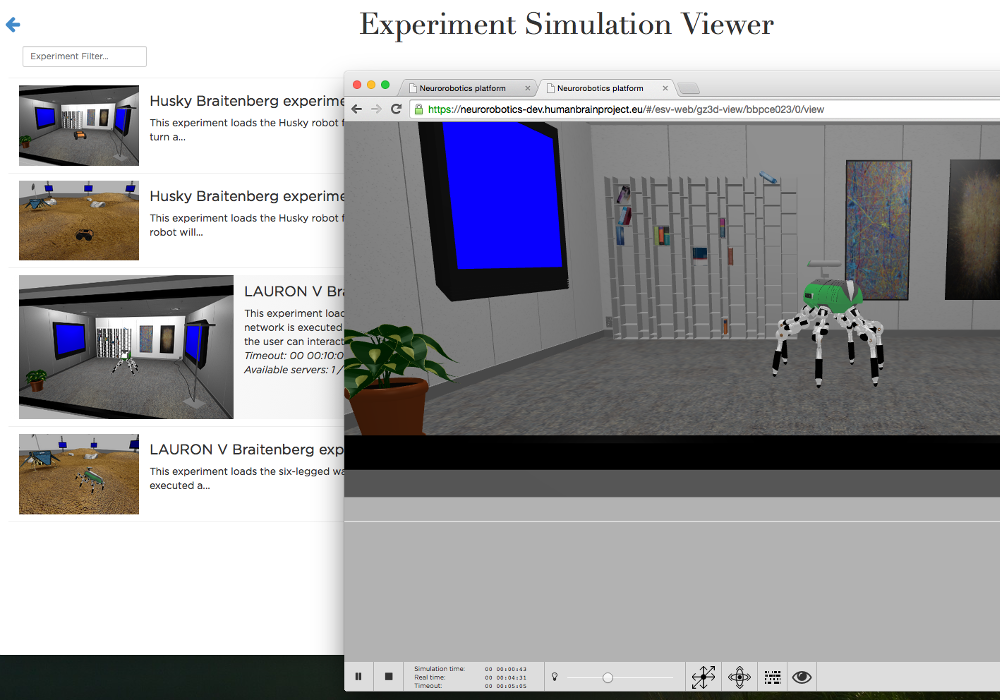 Experiment Simulation Viewer
Experiment Filter...
Husky Braitenberg experime
This experiment loads the Husky robot f
turn a...
Husky Braitenberg experime
This experiment loads the Husky robot f
robot will...
LAURON V Bra
This experiment load
network is executed
the user can interact
Timeout: 00 00:10:0
Available servers: 1 /
LAURON V Braitenberg exp
This experiment loads the six-legged wa
executed a...
Neurorobotics platform
Neurorobotics platform
https://neurorobotics-dev.humanbrainproject.eu/#/esv-web/gz3d-view/bbpce023/0/view
Simulation time: 00 00:00:43
Real time: 00 00:04:31
Timeout: 00 00:05:05